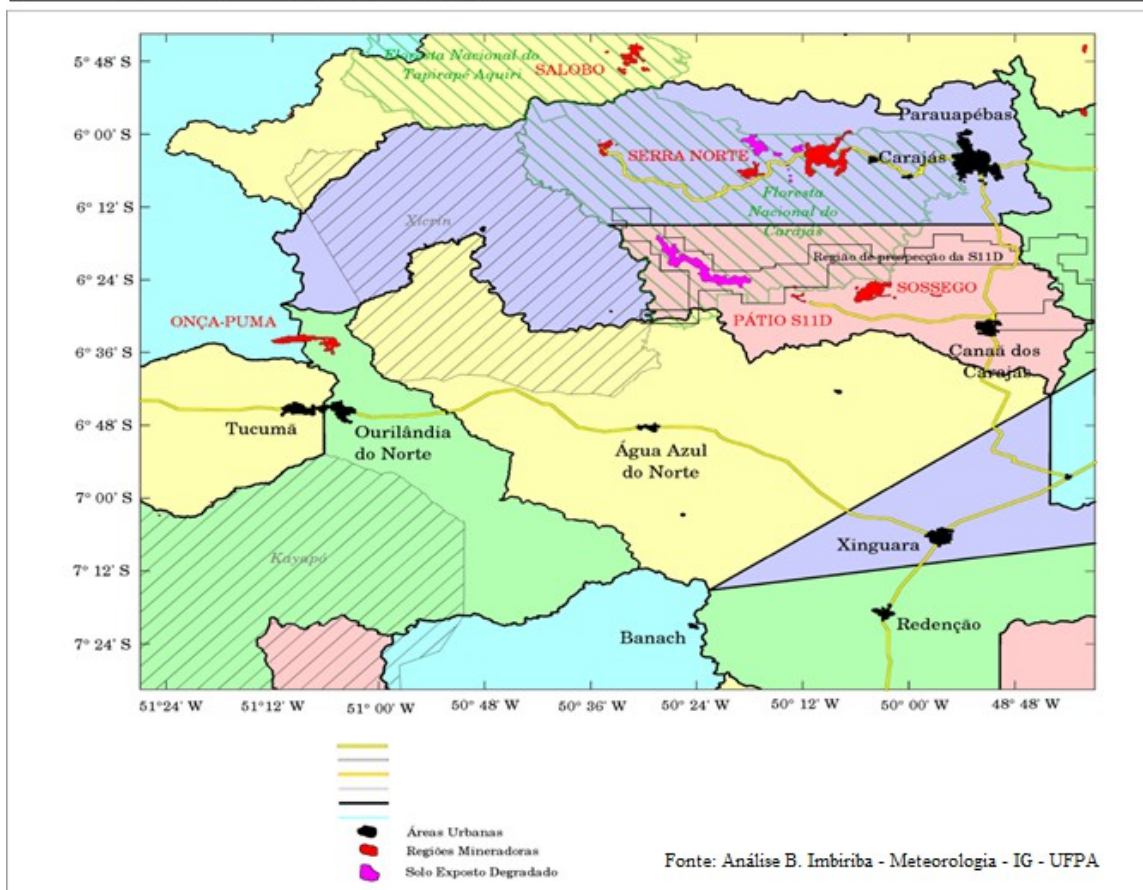 5° 48' S
6° 00' S
6° 12' S
6° 24' S
6° 36' S
6° 48' S
7° 00' S
7° 12' S
7° 24' S
Floresta Nacional do
Tapirapé Aquiri
SALOBO
Parauapébas
SERRA NORTE
Carajás
Floresta
Nacional do
Carajás
Xicrin
Região de prospecção da S11D
SOSSEGO
PÁTIO S11D
ONÇA-PUMA
Canaã dos
Carajás
Tucumã
Ourilândia
do Norte
Água Azul
do Norte
Xinguara
Kayapó
Banach
Redenção
51° 24' W
51° 12' W
51° 00' W
50° 48' W
50° 36' W
50° 24' W
50° 12' W
50° 00' W
48° 48' W
Áreas Urbanas
Regiões Mineradoras
Solo Exposto Degradado
Fonte: Análise B. Imbiriba - Meteorologia - IG - UFPA